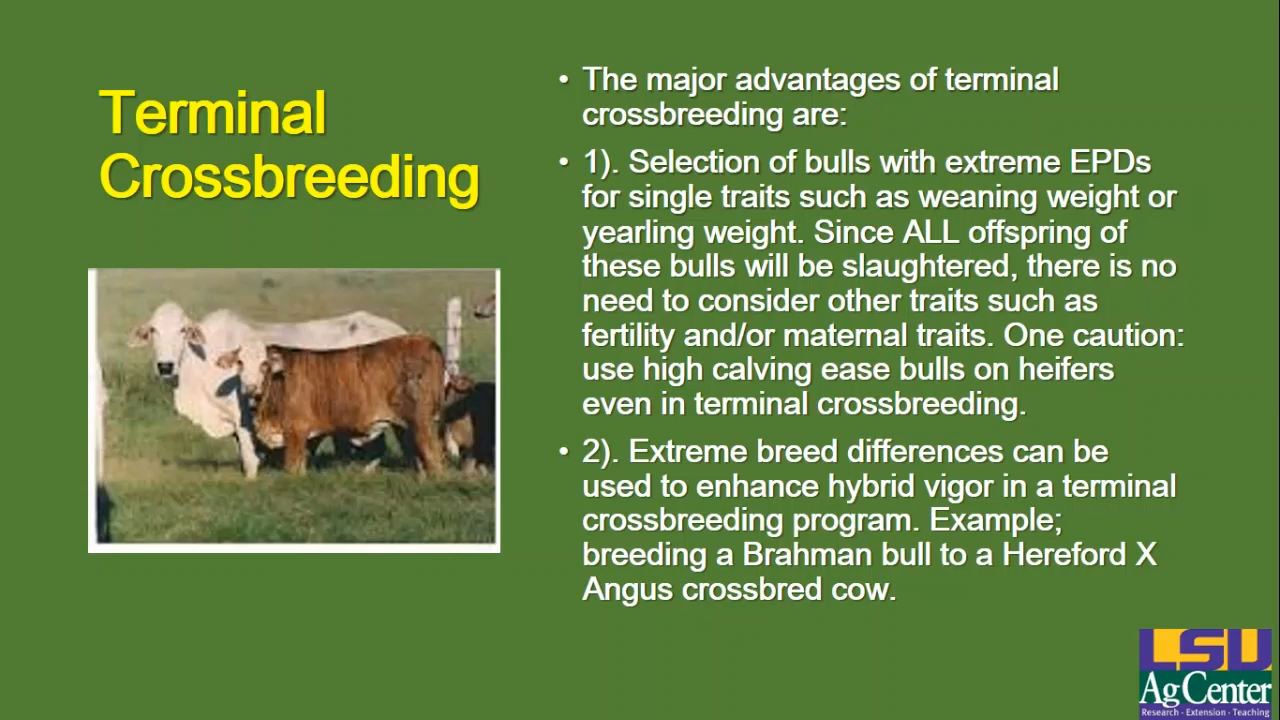 Terminal
Crossbreeding
• The major advantages of terminal
crossbreeding are:
• 1). Selection of bulls with extreme EPDs
for single traits such as weaning weight or
yearling weight. Since ALL offspring of
these bulls will be slaughtered, there is no
need to consider other traits such as
fertility and/or maternal traits. One caution:
use high calving ease bulls on heifers
even in terminal crossbreeding.
• 2). Extreme breed differences can be
used to enhance hybrid vigor in a terminal
crossbreeding program. Example;
breeding a Brahman bull to a Hereford X
Angus crossbred cow.
LSU
AgCenter
Research - Extension - Teaching